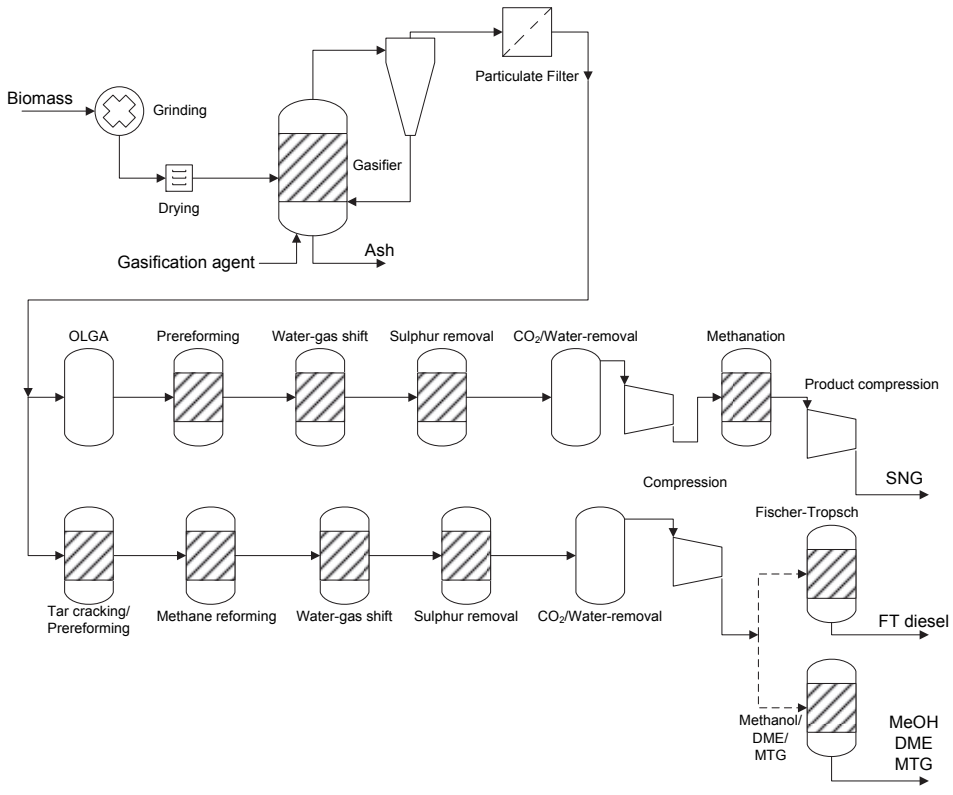 Particulate Filter
Biomass
Grinding
Gasifier
Drying
Gasification agent
Ash
OLGA
Prereforming
Water-gas shift
Sulphur removal
CO2/Water-removal
Methanation
Product compression
SNG
Compression
Fischer-Tropsch
Tar cracking/
Prereforming
Methane reforming
Water-gas shift
Sulphur removal
CO2/Water-removal
FT diesel
Methanol/
DME/
MTG
MeOH
DME
MTG